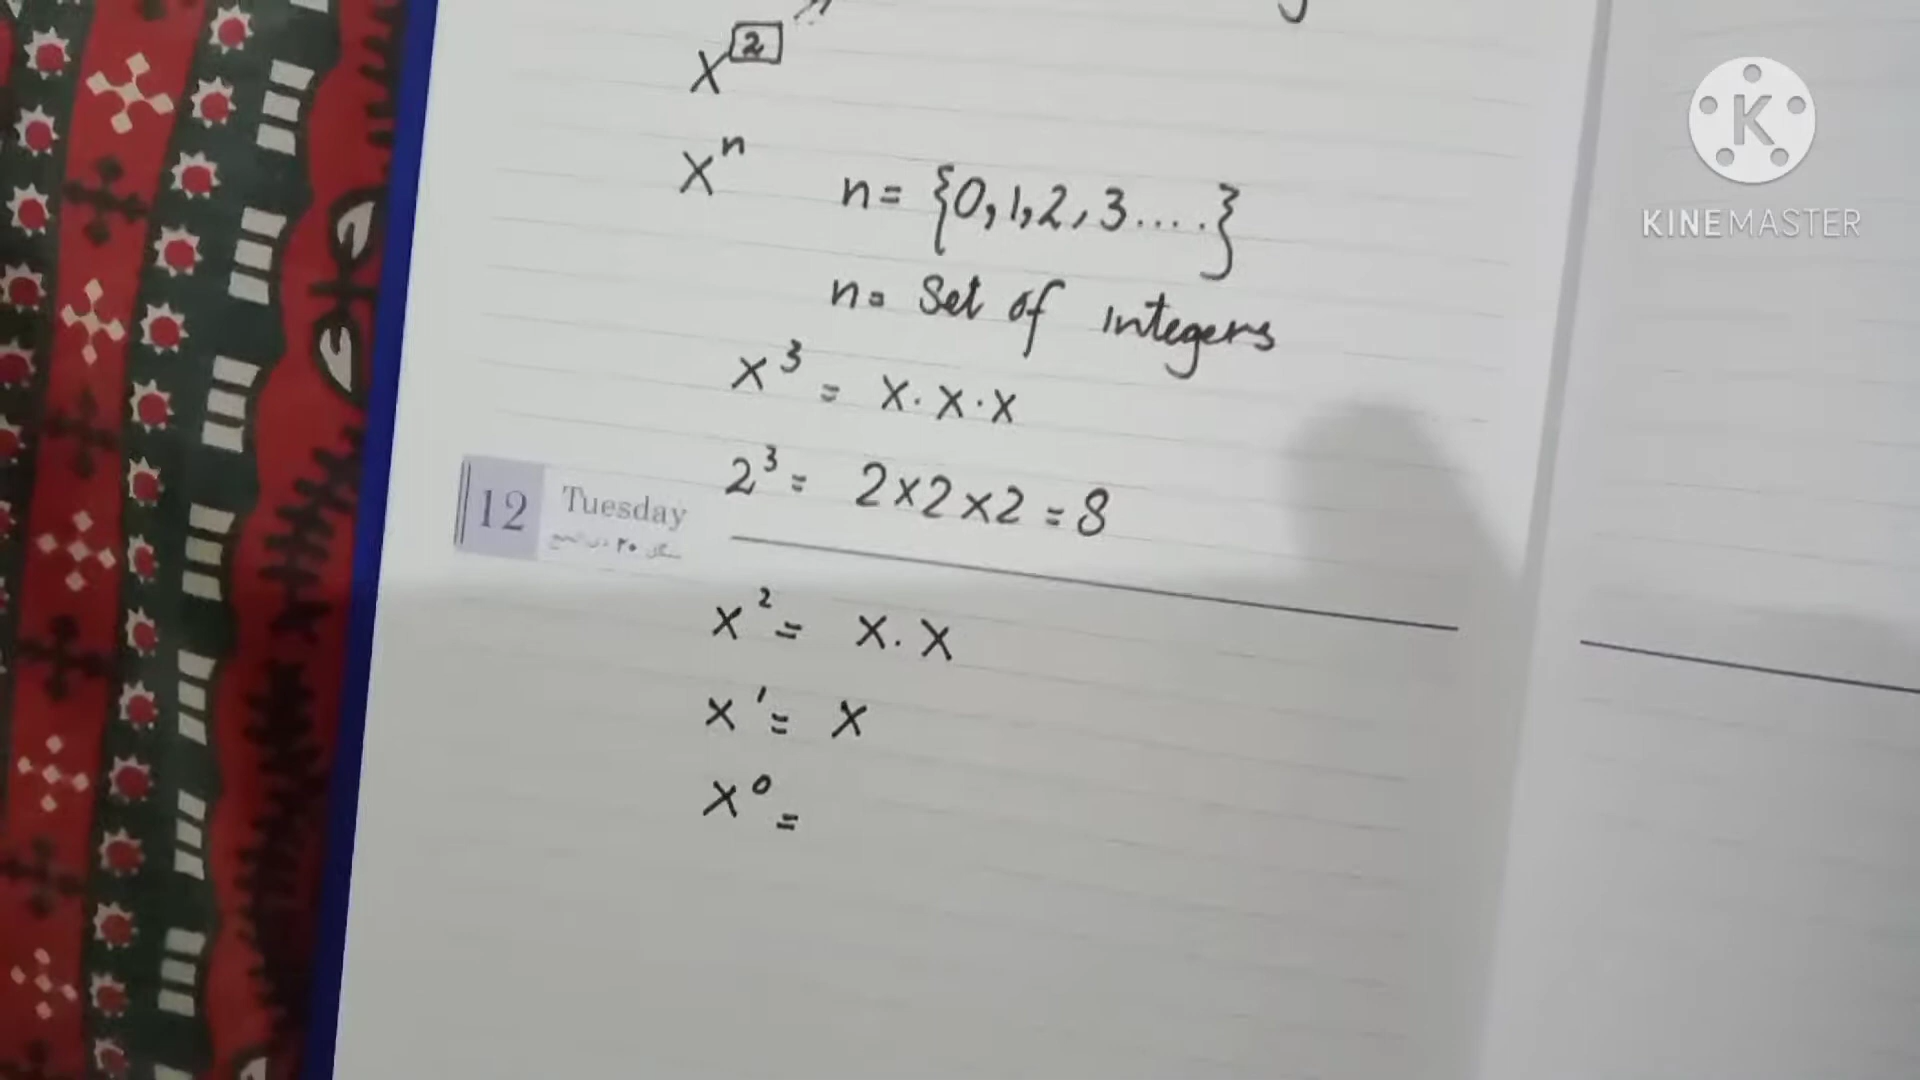 x²
xⁿ n = {0, 1, 2, 3....}
n = Set of integers
x³ = x . x . x
2³ = 2 x 2 x 2 = 8
12 Tuesday
x² = x . x
x¹ = x
x⁰ =
K
KINEMASTER